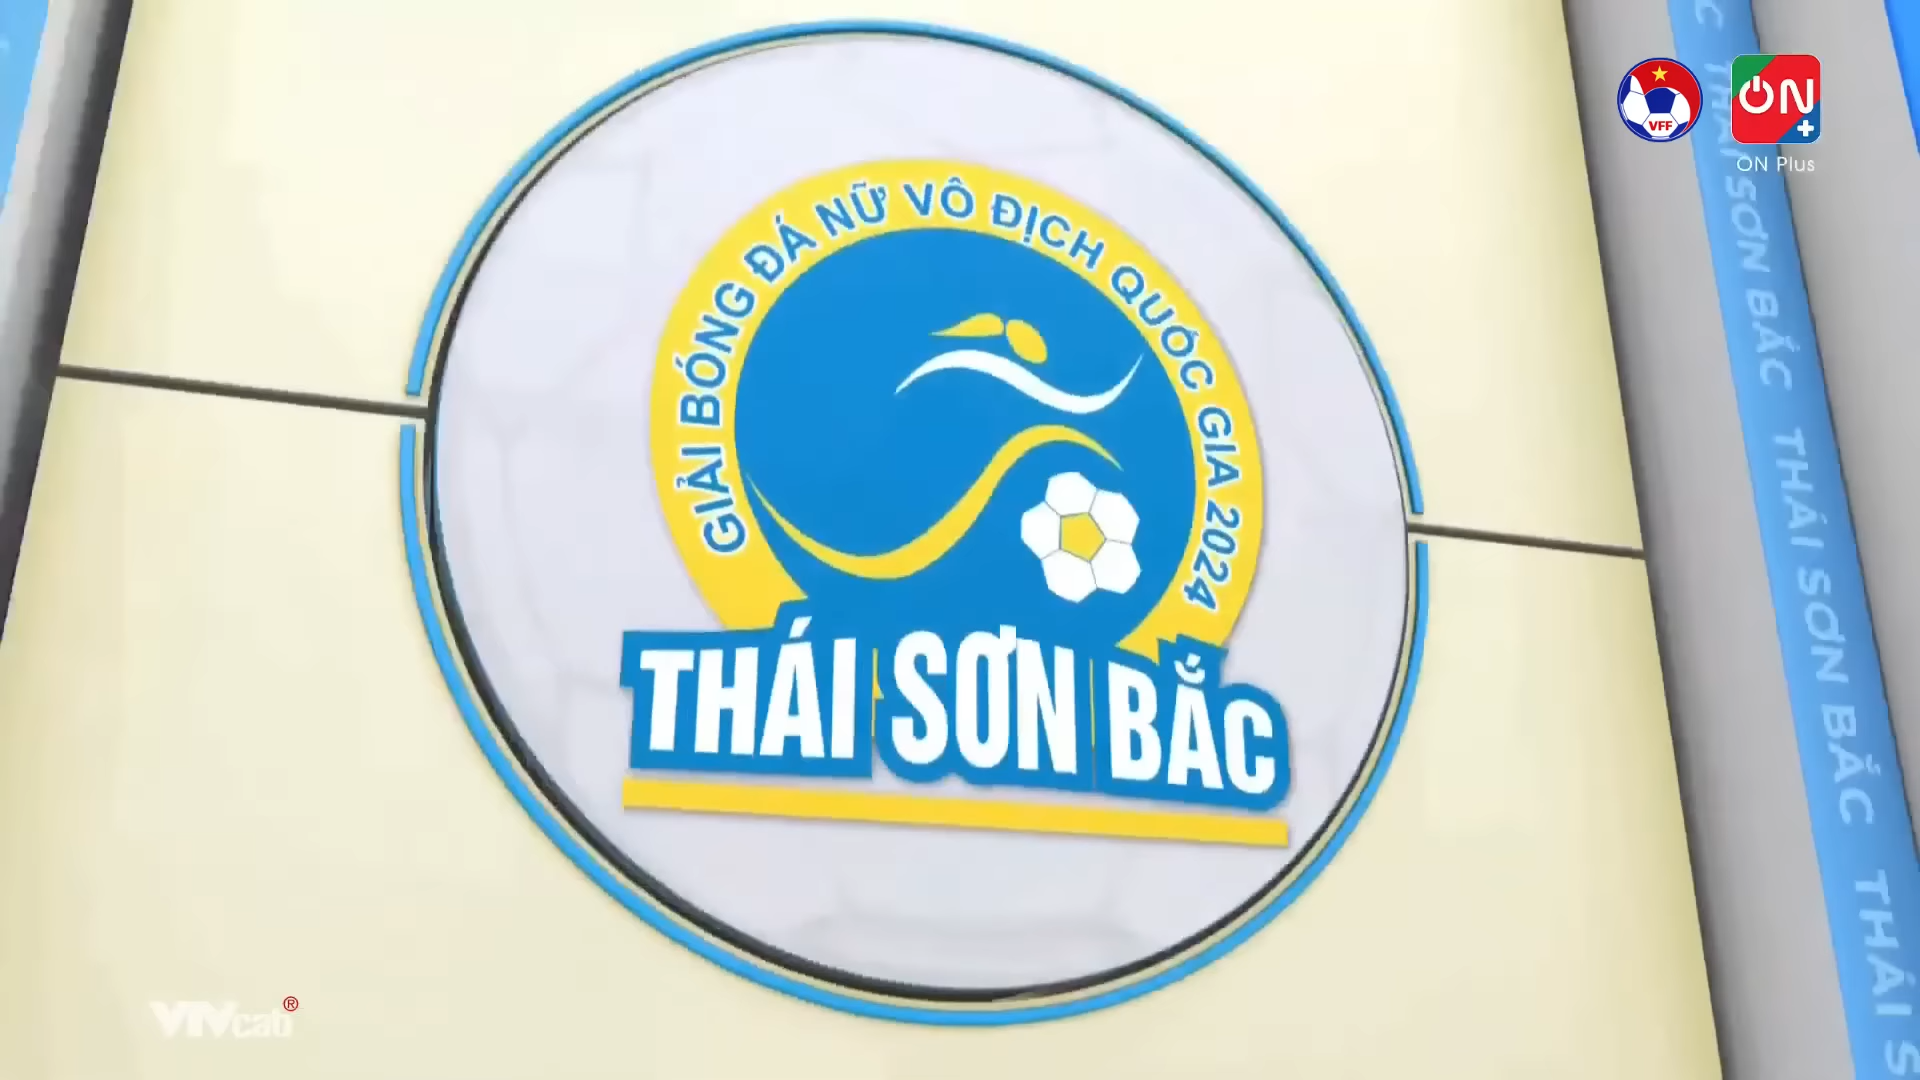 VFF
ON
ON Plus
GIẢI BÓNG ĐÁ NỮ VÔ ĐỊCH QUỐC GIA 2024
THÁI SƠN BẮC
C THÁI SƠN BẮC THÁI SƠN BẮC THÁI S
VTVcab®